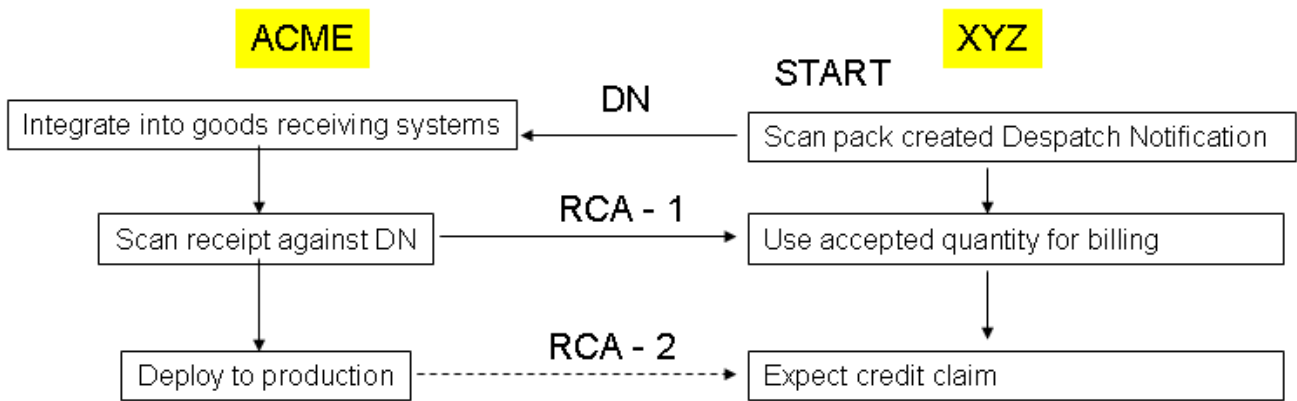 ACME
XYZ
START
DN
Integrate into goods receiving systems
Scan pack created Despatch Notification
RCA - 1
Scan receipt against DN
Use accepted quantity for billing
RCA - 2
Deploy to production
Expect credit claim